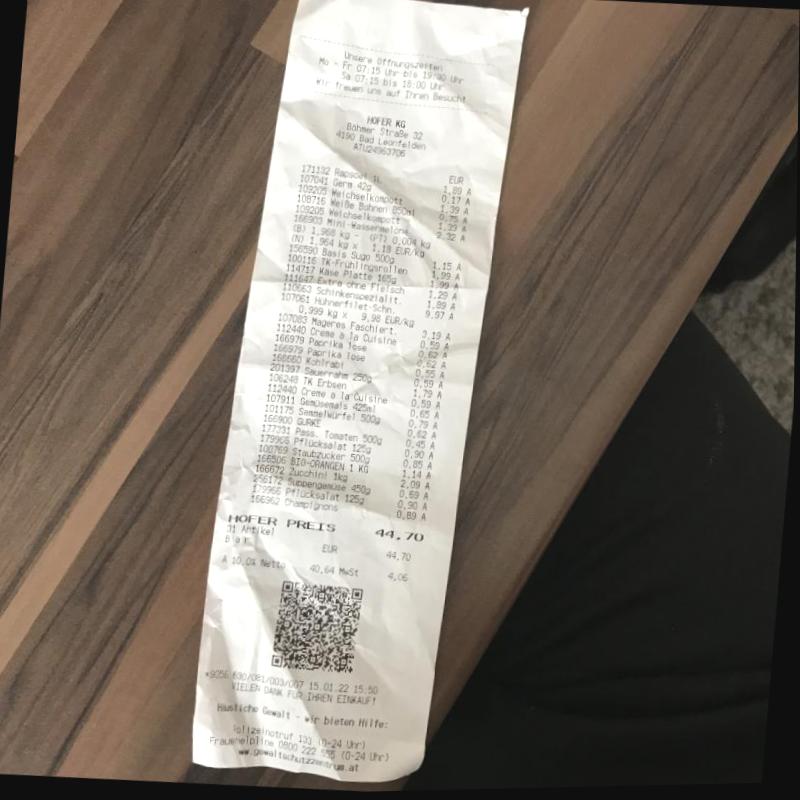 Unsere Öffnungszeiten
Mo - Fr 07:15 Uhr bis 19:00 Uhr
Sa 07:15 bis 18:00 Uhr
Wir freuen uns auf Ihren Besuch!
HOFER KG
Böhmer Straße 32
4190 Bad Leonfelden
ATU24963706
EUR
171132 Rapsöl 1L 1,89 A
107041 Germ 42g 0,17 A
109205 Weichselkompott 1,39 A
108716 Weiße Bohnen 850ml 0,75 A
109205 Weichselkompott 1,39 A
166903 Mini-Wassermelone 2,32 A
(B) 1,968 kg - (PT) 0,004 kg
(N) 1,964 kg x 1,18 EUR/kg
156590 Basis Sugo 500g 1,15 A
100116 TK-Frühlingsrollen 1,99 A
114717 Käse Platte 165g 1,99 A
111647 Extra ohne Fleisch 1,29 A
110663 Schinkenspezialit. 1,89 A
107061 Hühnerfilet-Schn. 9,97 A
0,999 kg x 9,98 EUR/kg
107083 Mageres Faschiert. 3,19 A
112440 Creme a la Cuisine 0,59 A
166979 Paprika lose 0,62 A
166979 Paprika lose 0,62 A
166660 Kohlrabi 0,55 A
201397 Sauerrahm 250g 0,59 A
106248 TK Erbsen 1,79 A
112440 Creme a la Cuisine 0,59 A
107911 Gemüsemais 425ml 0,65 A
101175 Semmelwürfel 500g 0,79 A
166900 GURKE 0,62 A
177231 Pass. Tomaten 500g 0,45 A
179966 Pflücksalat 125g 0,90 A
100769 Staubzucker 500g 0,85 A
166506 BIO-ORANGEN 1 KG 1,14 A
166672 Zucchini 1kg 2,09 A
256172 Suppengemüse 450g 0,69 A
179966 Pflücksalat 125g 0,90 A
166962 Champignons 0,89 A
HOFER PREIS 44,70
31 Artikel
Bar EUR 44,70
A 10,0% Netto 40,64 MwSt 4,06
*9256 630/081/003/007 15.01.22 15:50
VIELEN DANK FÜR IHREN EINKAUF!
Häusliche Gewalt - wir bieten Hilfe:
Polizeinotruf 133 (0-24 Uhr)
Frauenhelpline 0800 222 555 (0-24 Uhr)
www.gewaltschutzzentrum.at